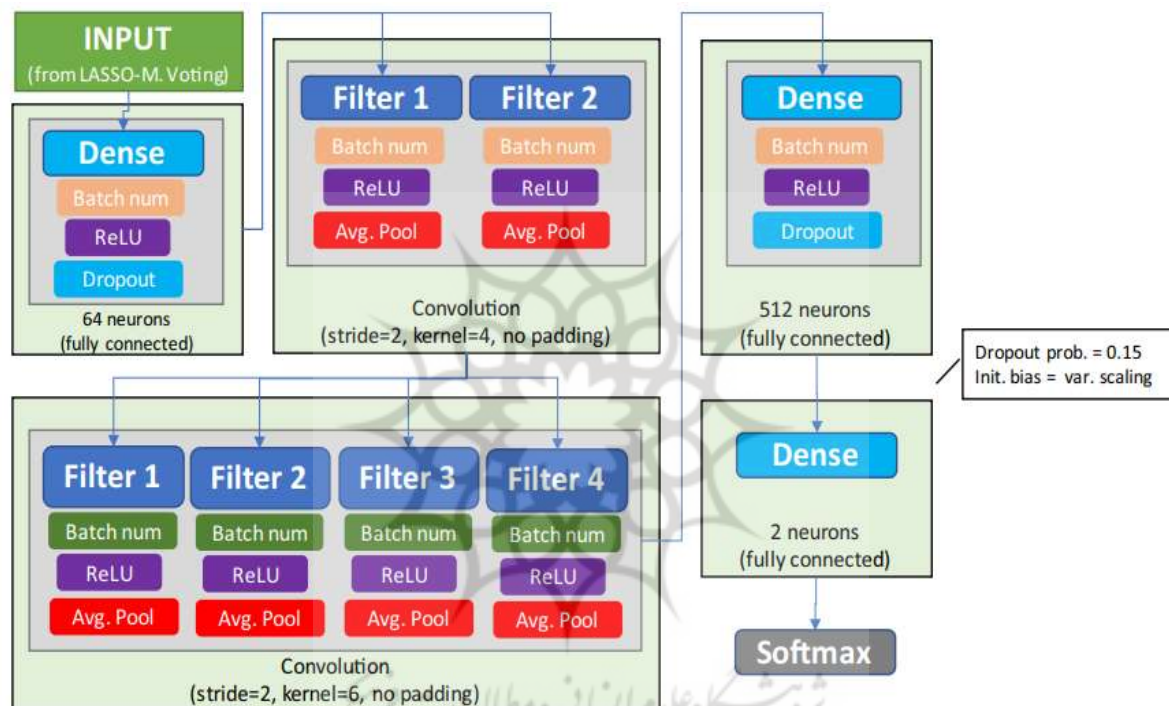 INPUT
(from LASSO-M. Voting)
Dense
Batch num
ReLU
Dropout
64 neurons
(fully connected)
Filter 1
Batch num
ReLU
Avg. Pool
Filter 2
Batch num
ReLU
Avg. Pool
Convolution
(stride=2, kernel=4, no padding)
Filter 1
Batch num
ReLU
Avg. Pool
Filter 2
Batch num
ReLU
Avg. Pool
Filter 3
Batch num
ReLU
Avg. Pool
Filter 4
Batch num
ReLU
Avg. Pool
Convolution
(stride=2, kernel=6, no padding)
Dense
Batch num
ReLU
Dropout
512 neurons
(fully connected)
Dropout prob. = 0.15
Init. bias = var. scaling
Dense
2 neurons
(fully connected)
Softmax